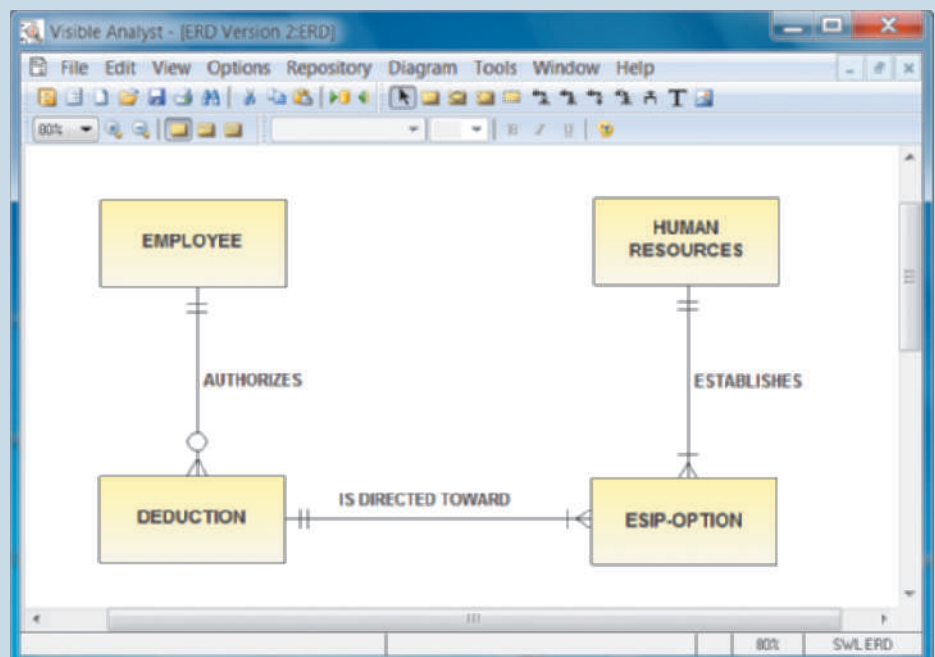 Visible Analyst - [ERD Version 2:ERD]
File Edit View Options Repository Diagram Tools Window Help
T
80%
B I U
EMPLOYEE
HUMAN
RESOURCES
AUTHORIZES
ESTABLISHES
DEDUCTION
IS DIRECTED TOWARD
ESIP-OPTION
80%
SWL.ERD